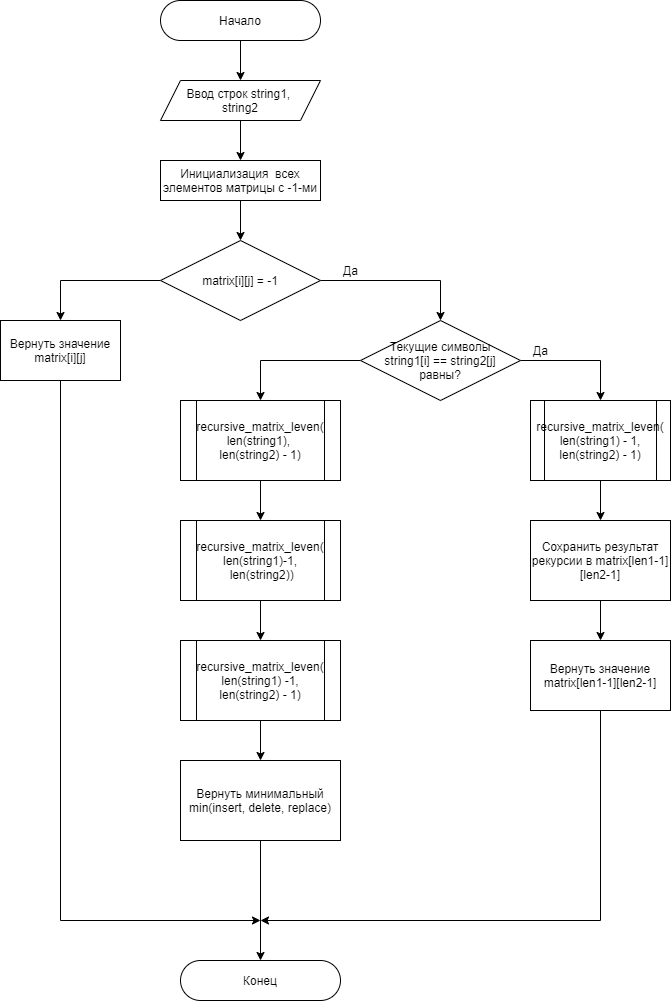 Начало
Ввод строк string1,
string2
Инициализация всех
элементов матрицы с -1-ми
matrix[i][j] = -1
Да
Вернуть значение
matrix[i][j]
Текущие символы
string1[i] == string2[j]
равны?
Да
recursive_matrix_leven(
len(string1),
len(string2) - 1)
recursive_matrix_leven(
len(string1) - 1,
len(string2) - 1)
recursive_matrix_leven(
len(string1)-1,
len(string2))
Сохранить результат
рекурсии в matrix[len1-1]
[len2-1]
recursive_matrix_leven(
len(string1) -1,
len(string2) - 1)
Вернуть значение
matrix[len1-1][len2-1]
Вернуть минимальный
min(insert, delete, replace)
Конец